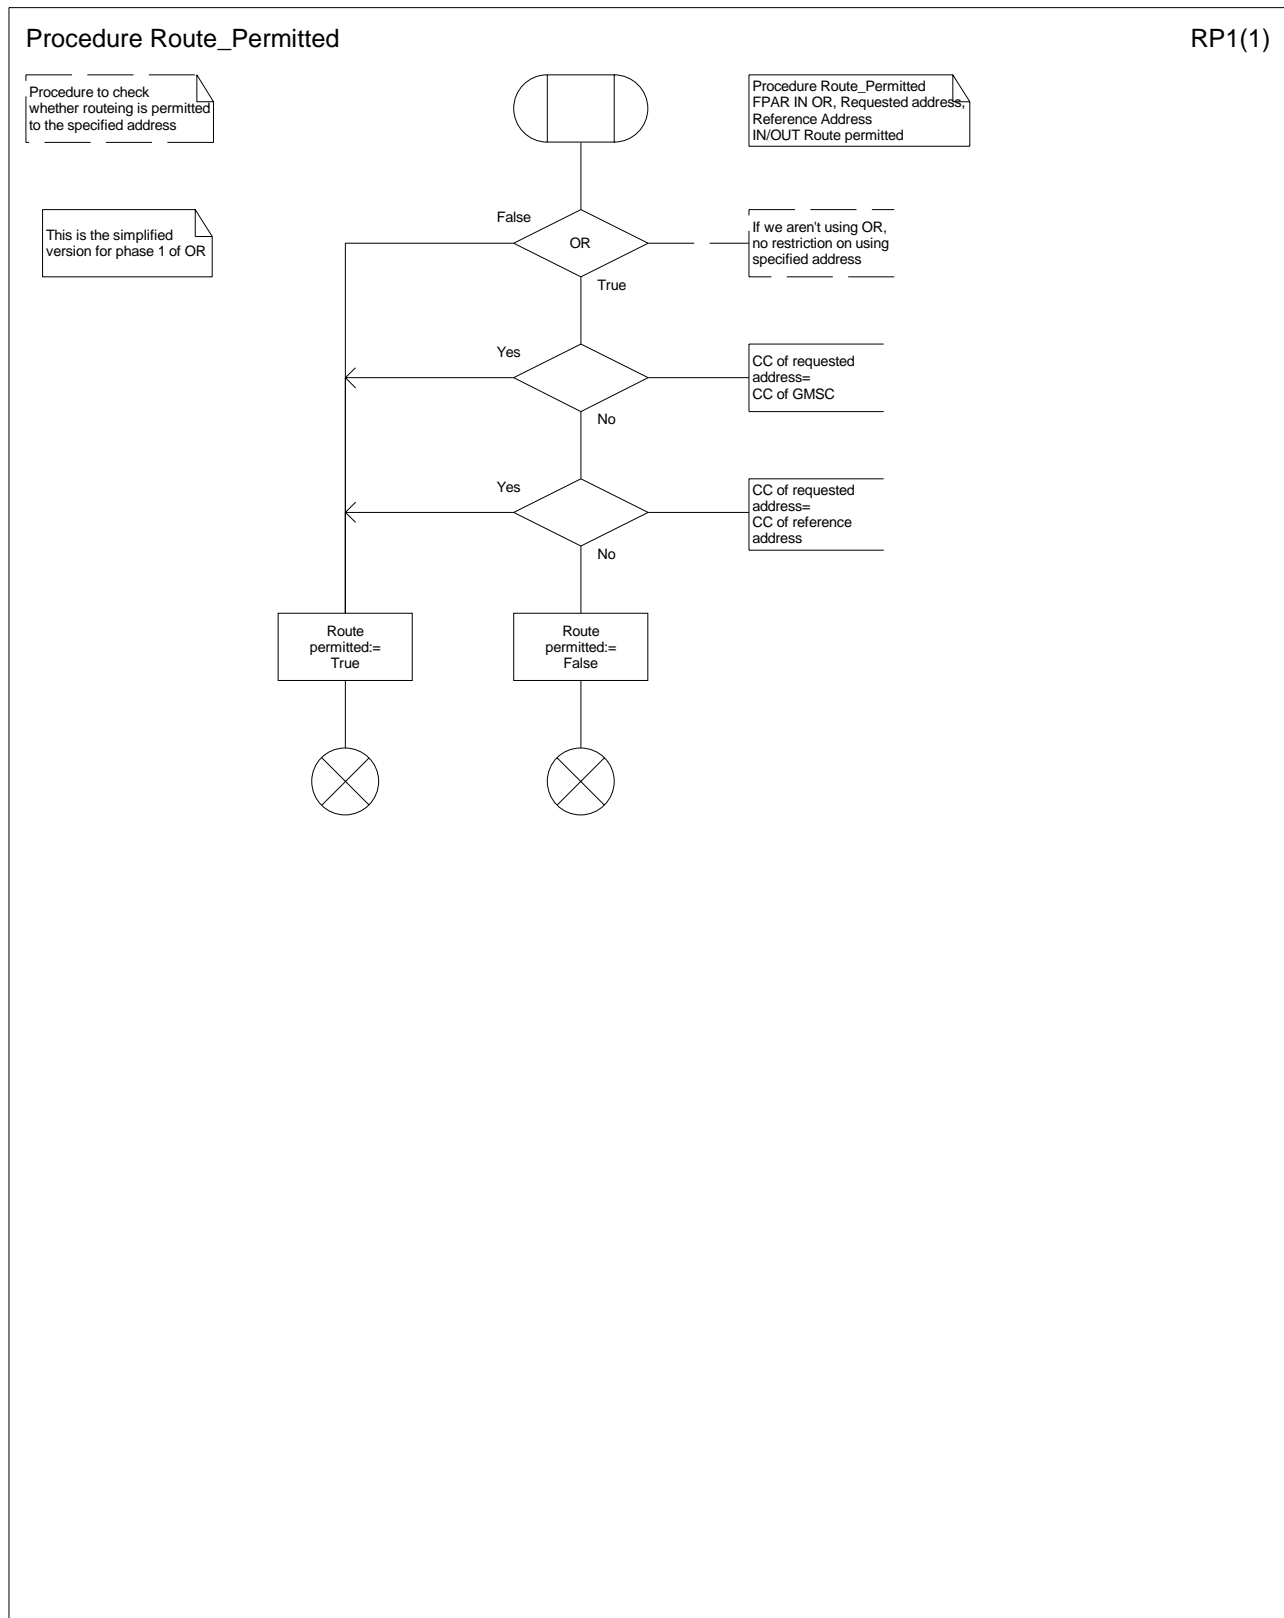 Procedure Route_Permitted
RP1(1)
Procedure to check
whether routeing is permitted
to the specified address
Procedure Route_Permitted
FPAR IN OR, Requested address,
Reference Address
IN/OUT Route permitted
This is the simplified
version for phase 1 of OR
False
OR
If we aren't using OR,
no restriction on using
specified address
True
Yes
CC of requested
address=
CC of GMSC
No
Yes
CC of requested
address=
CC of reference
address
No
Route
permitted:=
True
Route
permitted:=
False